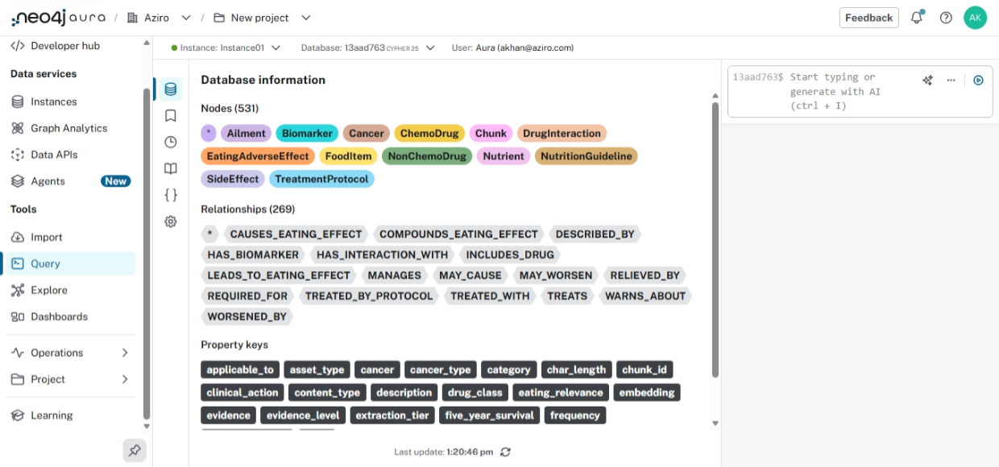 neo4j aura / Aziro / New project Feedback AK
Developer hub
Data services
Instances
Graph Analytics
Data APIs
Agents New
Tools
Import
Query
Explore
Dashboards
Operations
Project
Learning
Instance: Instance01 Database: 13aad763 CYPHER 25 User: Aura (akhan@aziro.com)
Database information
Nodes (531)
* Ailment Biomarker Cancer ChemoDrug Chunk DrugInteraction
EatingAdverseEffect FoodItem NonChemoDrug Nutrient NutritionGuideline
SideEffect TreatmentProtocol
Relationships (269)
* CAUSES_EATING_EFFECT COMPOUNDS_EATING_EFFECT DESCRIBED_BY
HAS_BIOMARKER HAS_INTERACTION_WITH INCLUDES_DRUG
LEADS_TO_EATING_EFFECT MANAGES MAY_CAUSE MAY_WORSEN RELIEVED_BY
REQUIRED_FOR TREATED_BY_PROTOCOL TREATED_WITH TREATS WARNS_ABOUT
WORSENED_BY
Property keys
applicable_to asset_type cancer cancer_type category char_length chunk_id
clinical_action content_type description drug_class eating_relevance embedding
evidence evidence_level extraction_tier five_year_survival frequency
Last update: 1:20:46 pm
13aad763$ Start typing or
generate with AI
(ctrl + I)